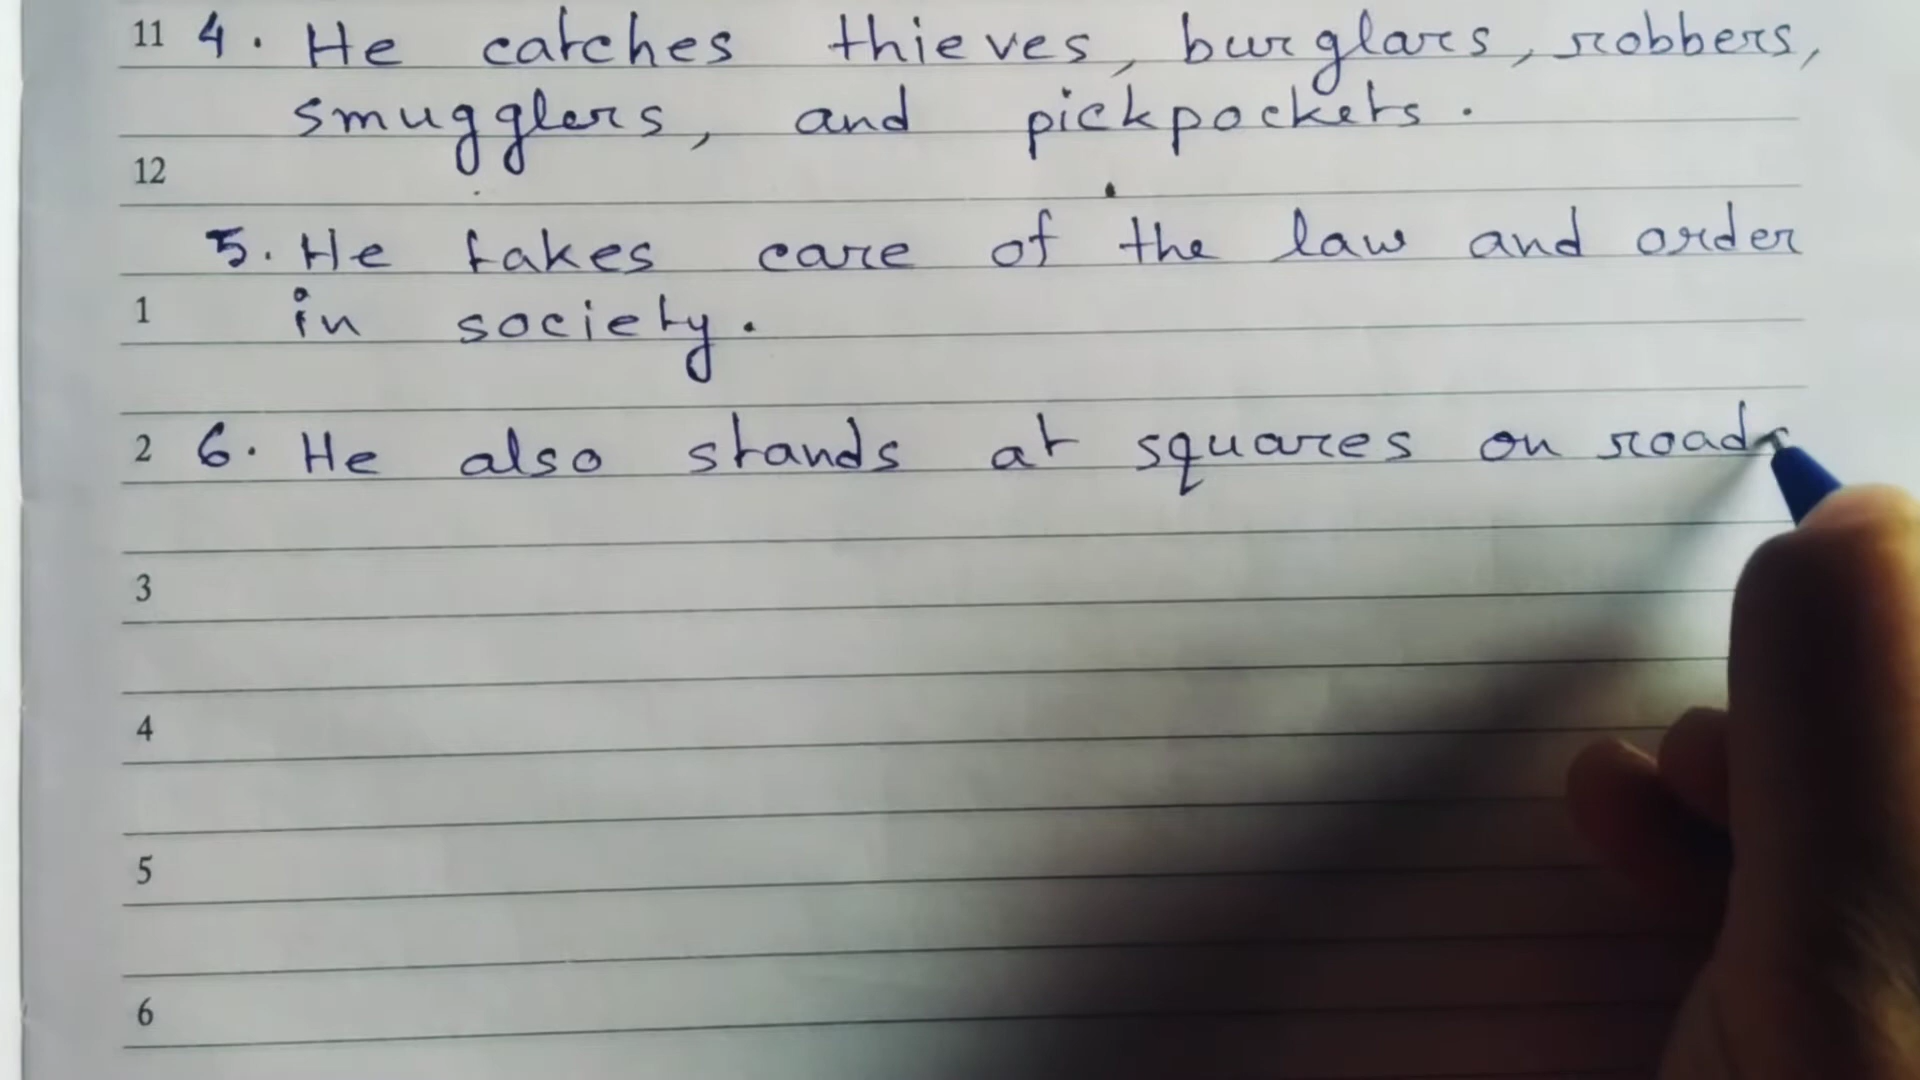 11 4. He catches thieves, burglars, robbers,
smugglers, and pickpockets.
12
5. He takes care of the law and order
1 in society.
2 6. He also stands at squares on roads
3
4
5
6